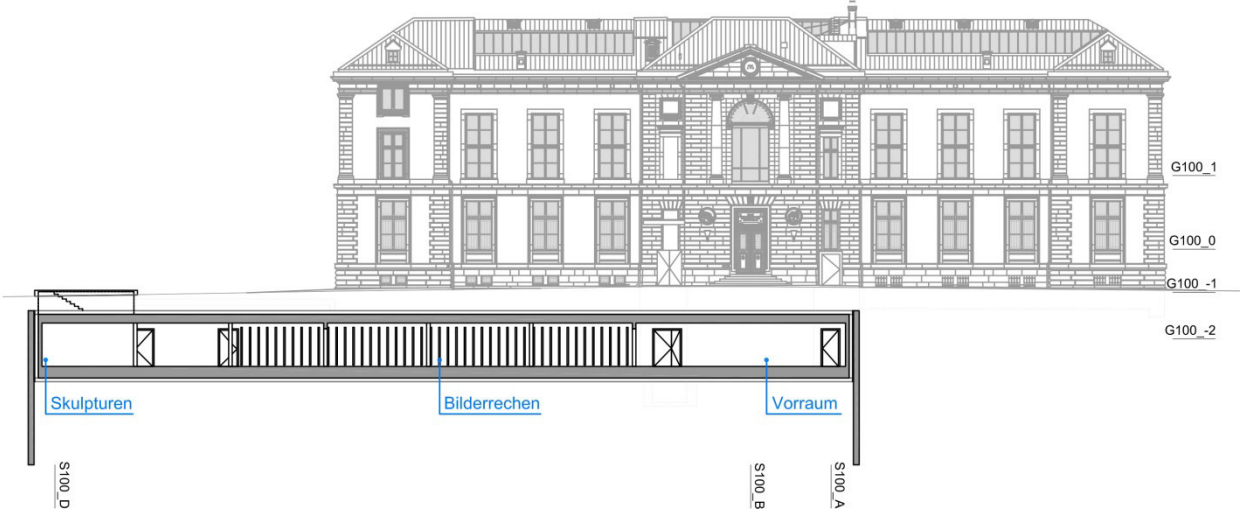 G100_1
G100_0
G100_-1
G100_-2
Skulpturen
Bilderrechen
Vorraum
S100_D
S100_B
S100_A